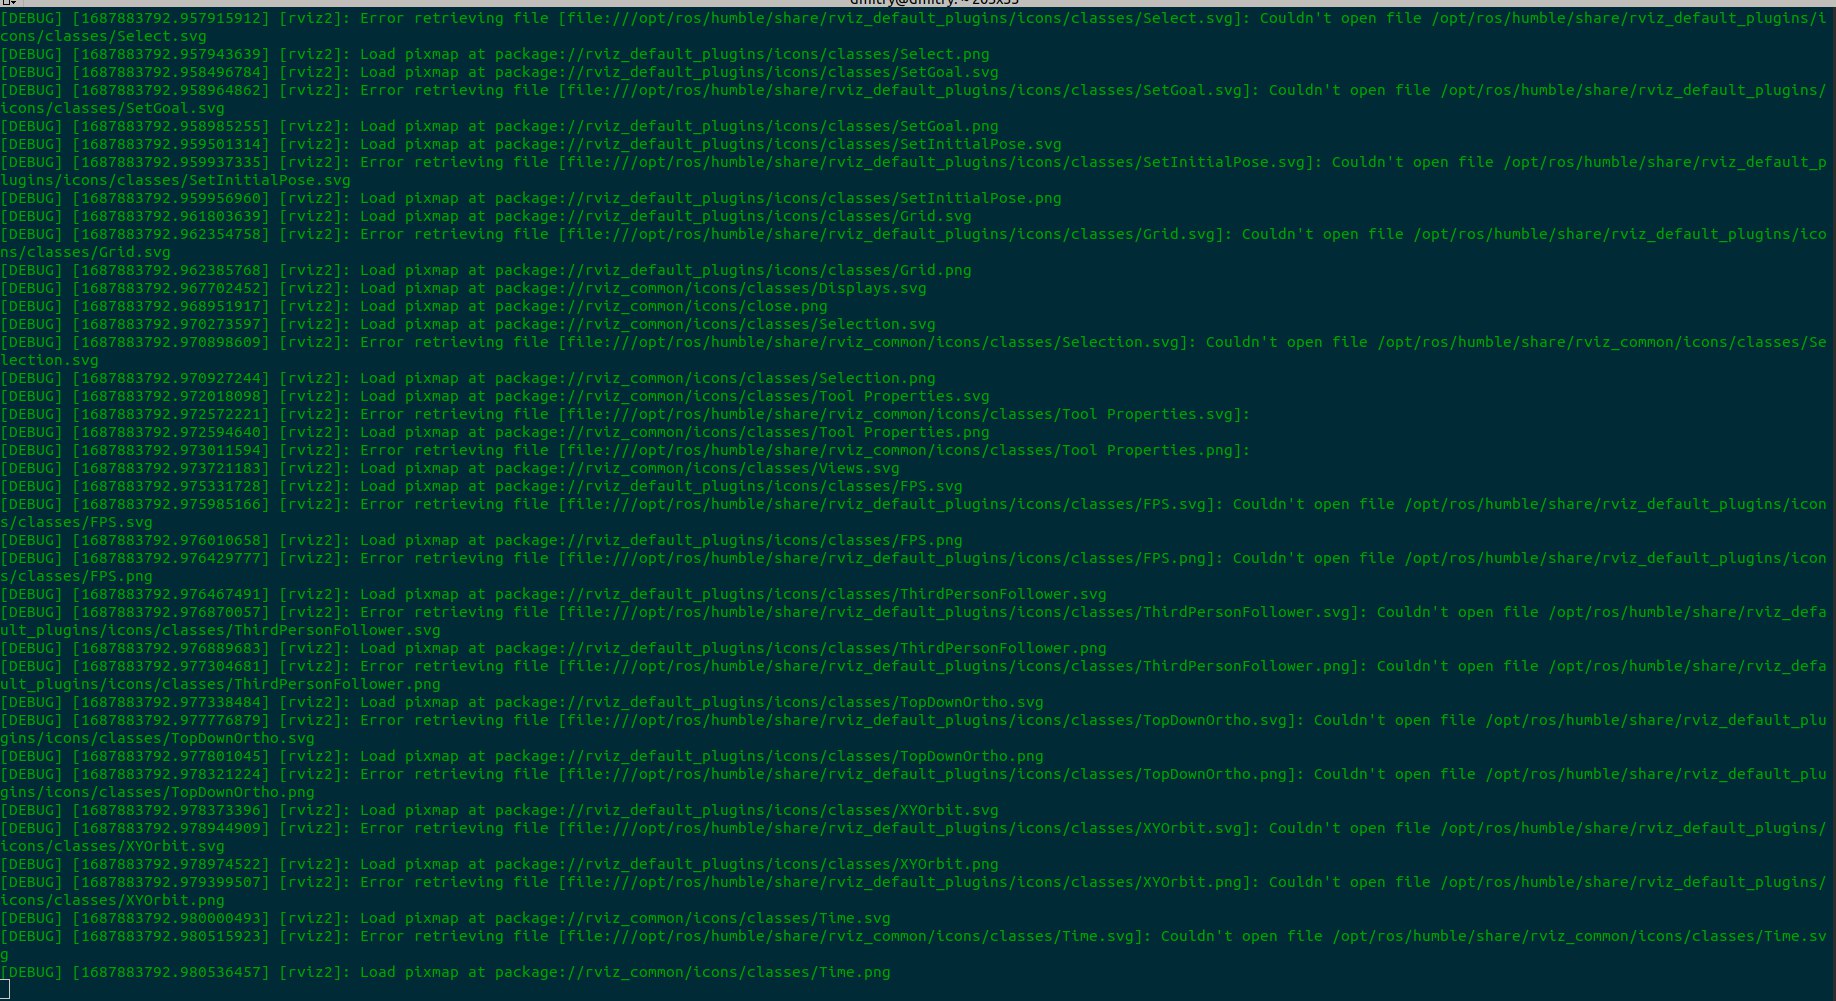 [DEBUG] [1687883792.957915912] [rviz2]: Error retrieving file [file:///opt/ros/humble/share/rviz_default_plugins/icons/classes/Select.svg]: Couldn't open file /opt/ros/humble/share/rviz_default_plugins/i
cons/classes/Select.svg
[DEBUG] [1687883792.957943639] [rviz2]: Load pixmap at package://rviz_default_plugins/icons/classes/Select.png
[DEBUG] [1687883792.958496784] [rviz2]: Load pixmap at package://rviz_default_plugins/icons/classes/SetGoal.svg
[DEBUG] [1687883792.958964862] [rviz2]: Error retrieving file [file:///opt/ros/humble/share/rviz_default_plugins/icons/classes/SetGoal.svg]: Couldn't open file /opt/ros/humble/share/rviz_default_plugins/
icons/classes/SetGoal.svg
[DEBUG] [1687883792.958985255] [rviz2]: Load pixmap at package://rviz_default_plugins/icons/classes/SetGoal.png
[DEBUG] [1687883792.959501314] [rviz2]: Load pixmap at package://rviz_default_plugins/icons/classes/SetInitialPose.svg
[DEBUG] [1687883792.959937335] [rviz2]: Error retrieving file [file:///opt/ros/humble/share/rviz_default_plugins/icons/classes/SetInitialPose.svg]: Couldn't open file /opt/ros/humble/share/rviz_default_p
lugins/icons/classes/SetInitialPose.svg
[DEBUG] [1687883792.959956960] [rviz2]: Load pixmap at package://rviz_default_plugins/icons/classes/SetInitialPose.png
[DEBUG] [1687883792.961803639] [rviz2]: Load pixmap at package://rviz_default_plugins/icons/classes/Grid.svg
[DEBUG] [1687883792.962354758] [rviz2]: Error retrieving file [file:///opt/ros/humble/share/rviz_default_plugins/icons/classes/Grid.svg]: Couldn't open file /opt/ros/humble/share/rviz_default_plugins/ico
ns/classes/Grid.svg
[DEBUG] [1687883792.962385768] [rviz2]: Load pixmap at package://rviz_default_plugins/icons/classes/Grid.png
[DEBUG] [1687883792.967702452] [rviz2]: Load pixmap at package://rviz_common/icons/classes/Displays.svg
[DEBUG] [1687883792.968951917] [rviz2]: Load pixmap at package://rviz_common/icons/close.png
[DEBUG] [1687883792.970273597] [rviz2]: Load pixmap at package://rviz_common/icons/classes/Selection.svg
[DEBUG] [1687883792.970898609] [rviz2]: Error retrieving file [file:///opt/ros/humble/share/rviz_common/icons/classes/Selection.svg]: Couldn't open file /opt/ros/humble/share/rviz_common/icons/classes/Se
lection.svg
[DEBUG] [1687883792.970927244] [rviz2]: Load pixmap at package://rviz_common/icons/classes/Selection.png
[DEBUG] [1687883792.972018098] [rviz2]: Load pixmap at package://rviz_common/icons/classes/Tool Properties.svg
[DEBUG] [1687883792.972572221] [rviz2]: Error retrieving file [file:///opt/ros/humble/share/rviz_common/icons/classes/Tool Properties.svg]:
[DEBUG] [1687883792.972594640] [rviz2]: Load pixmap at package://rviz_common/icons/classes/Tool Properties.png
[DEBUG] [1687883792.973011594] [rviz2]: Error retrieving file [file:///opt/ros/humble/share/rviz_common/icons/classes/Tool Properties.png]:
[DEBUG] [1687883792.973721183] [rviz2]: Load pixmap at package://rviz_common/icons/classes/Views.svg
[DEBUG] [1687883792.975331728] [rviz2]: Load pixmap at package://rviz_default_plugins/icons/classes/FPS.svg
[DEBUG] [1687883792.975985166] [rviz2]: Error retrieving file [file:///opt/ros/humble/share/rviz_default_plugins/icons/classes/FPS.svg]: Couldn't open file /opt/ros/humble/share/rviz_default_plugins/icon
s/classes/FPS.svg
[DEBUG] [1687883792.976010658] [rviz2]: Load pixmap at package://rviz_default_plugins/icons/classes/FPS.png
[DEBUG] [1687883792.976429777] [rviz2]: Error retrieving file [file:///opt/ros/humble/share/rviz_default_plugins/icons/classes/FPS.png]: Couldn't open file /opt/ros/humble/share/rviz_default_plugins/icon
s/classes/FPS.png
[DEBUG] [1687883792.976467491] [rviz2]: Load pixmap at package://rviz_default_plugins/icons/classes/ThirdPersonFollower.svg
[DEBUG] [1687883792.976870057] [rviz2]: Error retrieving file [file:///opt/ros/humble/share/rviz_default_plugins/icons/classes/ThirdPersonFollower.svg]: Couldn't open file /opt/ros/humble/share/rviz_defa
ult_plugins/icons/classes/ThirdPersonFollower.svg
[DEBUG] [1687883792.976889683] [rviz2]: Load pixmap at package://rviz_default_plugins/icons/classes/ThirdPersonFollower.png
[DEBUG] [1687883792.977304681] [rviz2]: Error retrieving file [file:///opt/ros/humble/share/rviz_default_plugins/icons/classes/ThirdPersonFollower.png]: Couldn't open file /opt/ros/humble/share/rviz_defa
ult_plugins/icons/classes/ThirdPersonFollower.png
[DEBUG] [1687883792.977338484] [rviz2]: Load pixmap at package://rviz_default_plugins/icons/classes/TopDownOrtho.svg
[DEBUG] [1687883792.977776879] [rviz2]: Error retrieving file [file:///opt/ros/humble/share/rviz_default_plugins/icons/classes/TopDownOrtho.svg]: Couldn't open file /opt/ros/humble/share/rviz_default_plu
gins/icons/classes/TopDownOrtho.svg
[DEBUG] [1687883792.977801045] [rviz2]: Load pixmap at package://rviz_default_plugins/icons/classes/TopDownOrtho.png
[DEBUG] [1687883792.978321224] [rviz2]: Error retrieving file [file:///opt/ros/humble/share/rviz_default_plugins/icons/classes/TopDownOrtho.png]: Couldn't open file /opt/ros/humble/share/rviz_default_plu
gins/icons/classes/TopDownOrtho.png
[DEBUG] [1687883792.978373396] [rviz2]: Load pixmap at package://rviz_default_plugins/icons/classes/XYOrbit.svg
[DEBUG] [1687883792.978944909] [rviz2]: Error retrieving file [file:///opt/ros/humble/share/rviz_default_plugins/icons/classes/XYOrbit.svg]: Couldn't open file /opt/ros/humble/share/rviz_default_plugins/
icons/classes/XYOrbit.svg
[DEBUG] [1687883792.978974522] [rviz2]: Load pixmap at package://rviz_default_plugins/icons/classes/XYOrbit.png
[DEBUG] [1687883792.979399507] [rviz2]: Error retrieving file [file:///opt/ros/humble/share/rviz_default_plugins/icons/classes/XYOrbit.png]: Couldn't open file /opt/ros/humble/share/rviz_default_plugins/
icons/classes/XYOrbit.png
[DEBUG] [1687883792.980000493] [rviz2]: Load pixmap at package://rviz_common/icons/classes/Time.svg
[DEBUG] [1687883792.980515923] [rviz2]: Error retrieving file [file:///opt/ros/humble/share/rviz_common/icons/classes/Time.svg]: Couldn't open file /opt/ros/humble/share/rviz_common/icons/classes/Time.sv
g
[DEBUG] [1687883792.980536457] [rviz2]: Load pixmap at package://rviz_common/icons/classes/Time.png